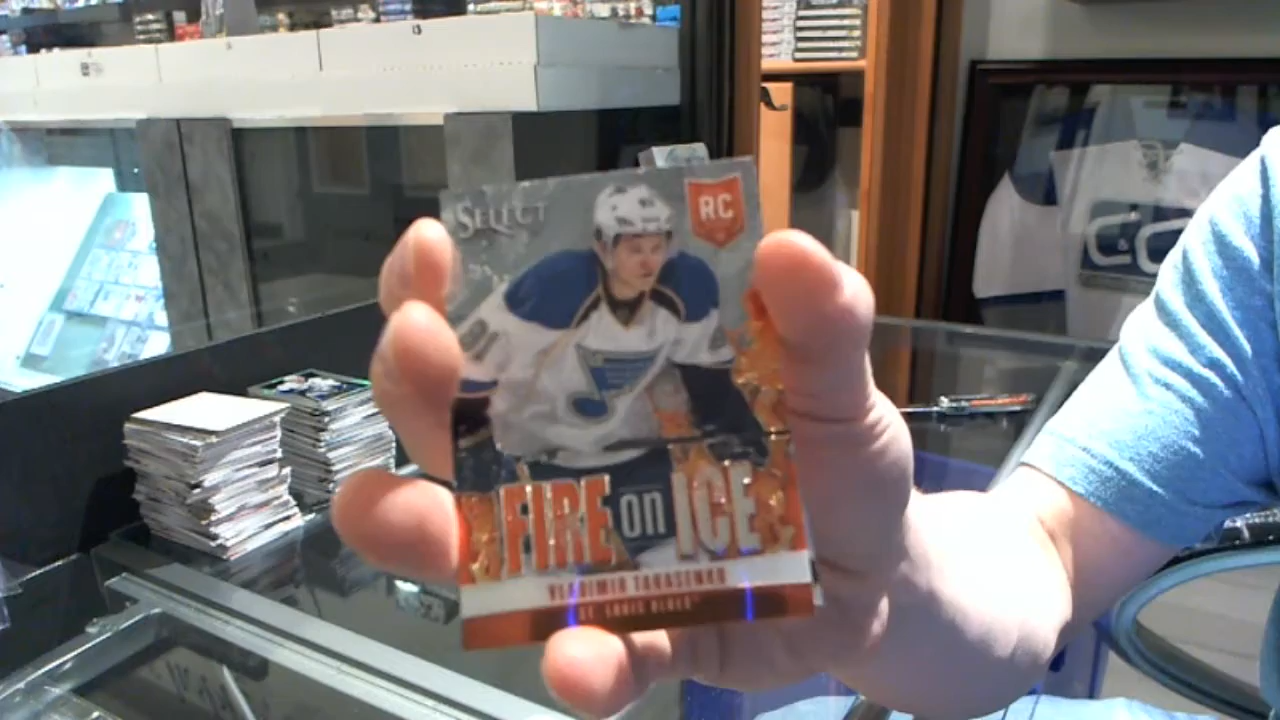 SELECT
RC
FIRE on ICE
VLADIMIR TARASENKO
ST. LOUIS BLUES